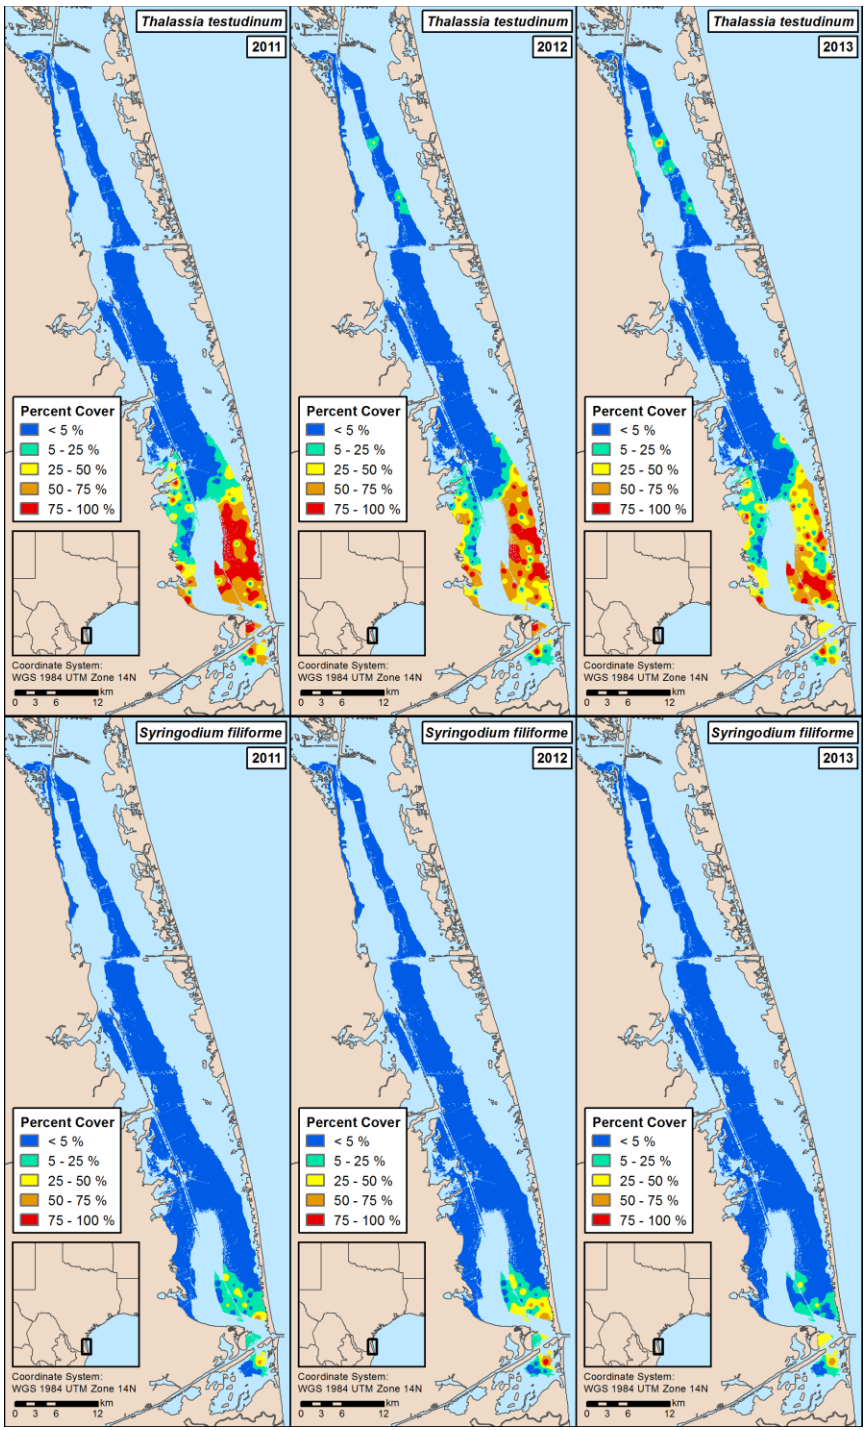 Thalassia testudinum
2011
Percent Cover
< 5 %
5 - 25 %
25 - 50 %
50 - 75 %
75 - 100 %
Coordinate System:
WGS 1984 UTM Zone 14N
km
0 3 6 12
Thalassia testudinum
2012
Percent Cover
< 5 %
5 - 25 %
25 - 50 %
50 - 75 %
75 - 100 %
Coordinate System:
WGS 1984 UTM Zone 14N
km
0 3 6 12
Thalassia testudinum
2013
Percent Cover
< 5 %
5 - 25 %
25 - 50 %
50 - 75 %
75 - 100 %
Coordinate System:
WGS 1984 UTM Zone 14N
km
0 3 6 12
Syringodium filiforme
2011
Percent Cover
< 5 %
5 - 25 %
25 - 50 %
50 - 75 %
75 - 100 %
Coordinate System:
WGS 1984 UTM Zone 14N
km
0 3 6 12
Syringodium filiforme
2012
Percent Cover
< 5 %
5 - 25 %
25 - 50 %
50 - 75 %
75 - 100 %
Coordinate System:
WGS 1984 UTM Zone 14N
km
0 3 6 12
Syringodium filiforme
2013
Percent Cover
< 5 %
5 - 25 %
25 - 50 %
50 - 75 %
75 - 100 %
Coordinate System:
WGS 1984 UTM Zone 14N
km
0 3 6 12